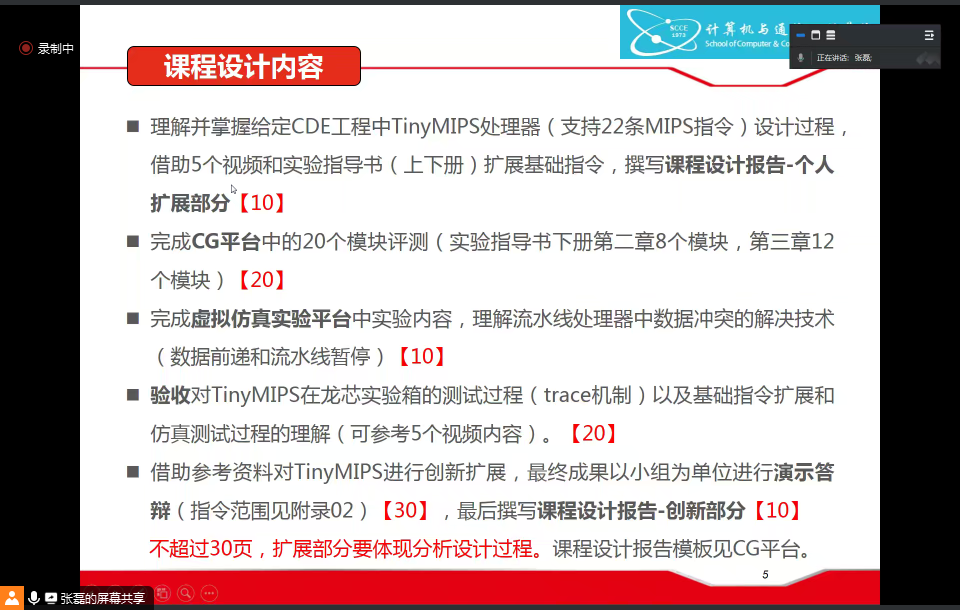 录制中
SCCE
1973
计算机与通
School of Computer & Co
正在讲话: 张磊;
课程设计内容
■ 理解并掌握给定CDE工程中TinyMIPS处理器（支持22条MIPS指令）设计过程，
借助5个视频和实验指导书（上下册）扩展基础指令，撰写课程设计报告-个人
扩展部分【10】
■ 完成CG平台中的20个模块评测（实验指导书下册第二章8个模块，第三章12
个模块）【20】
■ 完成虚拟仿真实验平台中实验内容，理解流水线处理器中数据冲突的解决技术
（数据前递和流水线暂停）【10】
■ 验收对TinyMIPS在龙芯实验箱的测试过程（trace机制）以及基础指令扩展和
仿真测试过程的理解（可参考5个视频内容）。【20】
■ 借助参考资料对TinyMIPS进行创新扩展，最终成果以小组为单位进行演示答
辩（指令范围见附录02）【30】，最后撰写课程设计报告-创新部分【10】
不超过30页，扩展部分要体现分析设计过程。课程设计报告模板见CG平台。
5
张磊的屏幕共享